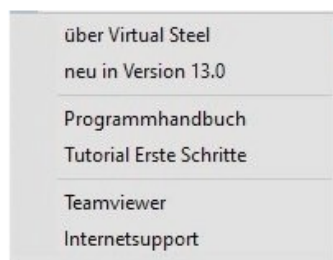 über Virtual Steel
neu in Version 13.0
Programmhandbuch
Tutorial Erste Schritte
Teamviewer
Internetsupport